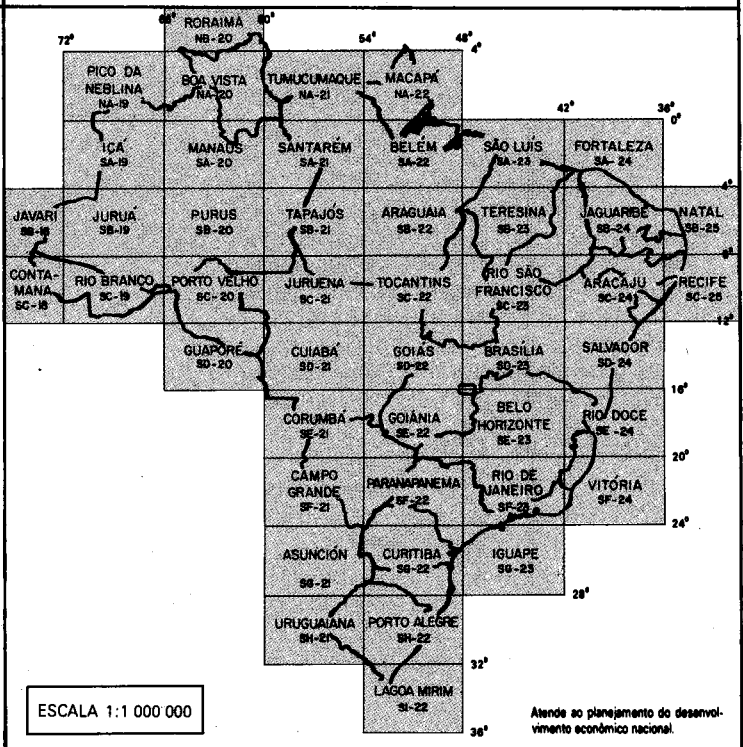 RORAIMA
NB-20
72°
66°
60°
54°
48°
4°
PICO DA
NEBLINA
NA-19
BOA VISTA
NA-20
TUMUCUMAQUE
NA-21
MACAPÁ
NA-22
42°
36°
0°
IÇÁ
SA-19
MANAUS
SA-20
SANTARÉM
SA-21
BELÉM
SA-22
SÃO LUÍS
SA-23
FORTALEZA
SA-24
4°
JAVARI
SB-18
JURUÁ
SB-19
PURUS
SB-20
TAPAJÓS
SB-21
ARAGUAIA
SB-22
TERESINA
SB-23
JAGUARIBE
SB-24
NATAL
SB-25
8°
CONTA-
MANA
SC-18
RIO BRANCO
SC-19
PORTO VELHO
SC-20
JURUENA
SC-21
TOCANTINS
SC-22
RIO SÃO
FRANCISCO
SC-23
ARACAJU
SC-24
RECIFE
SC-25
12°
GUAPORÉ
SD-20
CUIABÁ
SD-21
GOIÁS
SD-22
BRASÍLIA
SD-23
SALVADOR
SD-24
16°
CORUMBÁ
SE-21
GOIÂNIA
SE-22
BELO
HORIZONTE
SE-23
RIO DOCE
SE-24
20°
CAMPO
GRANDE
SF-21
PARANAPANEMA
SF-22
RIO DE
JANEIRO
SF-23
VITÓRIA
SF-24
24°
ASUNCIÓN
SG-21
CURITIBA
SG-22
IGUAPE
SG-23
28°
URUGUAIANA
SH-21
PORTO ALEGRE
SH-22
32°
LAGOA MIRIM
SI-22
36°
ESCALA 1:1 000 000
Atende ao planejamento do desenvol-
vimento econômico nacional.